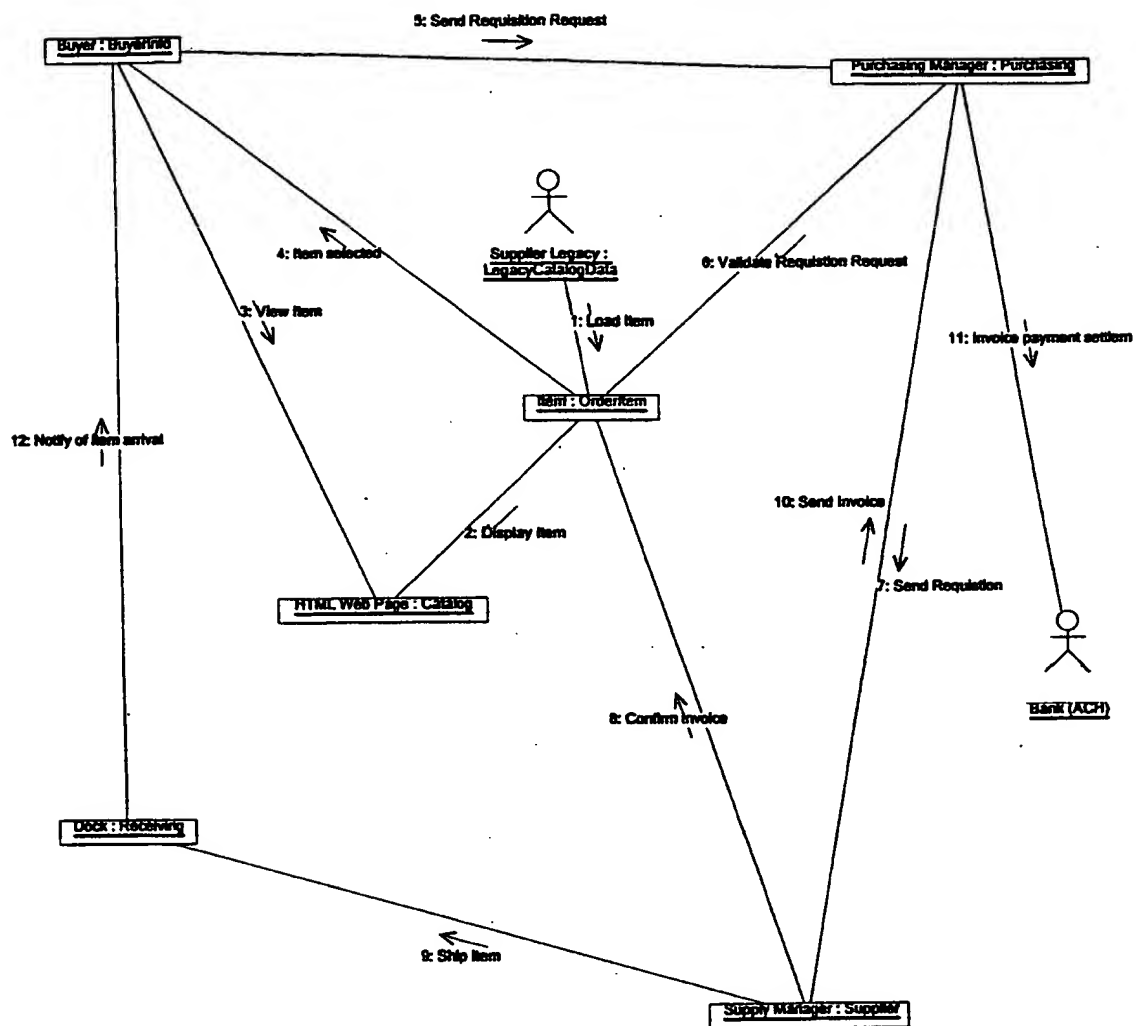 5: Send Requisition Request
Buyer : BuyerInfo
Purchasing Manager : Purchasing
4: Item selected
Supplier Legacy :
LegacyCatalogData
6: Validate Requistion Request
3: View Item
1: Load Item
11: Invoice payment settlem
Item : OrderItem
12: Notify of item arrival
10: Send Invoice
2: Display Item
7: Send Requistion
HTML Web Page : Catalog
8: Confirm invoice
Bank (ACH)
Dock : Receiving
9: Ship Item
Supply Manager : Supplier